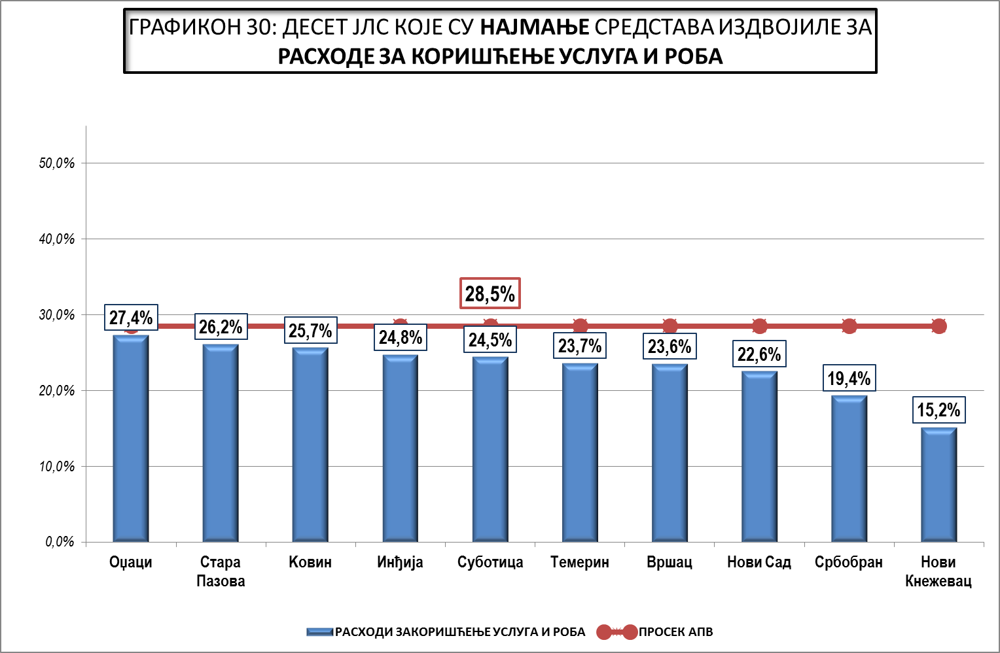 ГРАФИКОН 30: ДЕСЕТ ЈЛС КОЈЕ СУ НАЈМАЊЕ СРЕДСТАВА ИЗДВОЈИЛЕ ЗА
РАСХОДЕ ЗА КОРИШЋЕЊЕ УСЛУГА И РОБА
50,0%
40,0%
30,0%
20,0%
10,0%
0,0%
28,5%
27,4%
26,2%
25,7%
24,8%
24,5%
23,7%
23,6%
22,6%
19,4%
15,2%
Оџаци
Стара
Пазова
Ковин
Инђија
Суботица
Темерин
Вршац
Нови Сад
Србобран
Нови
Кнежевац
РАСХОДИ ЗАКОРИШЋЕЊЕ УСЛУГА И РОБА
ПРОСЕК АПВ